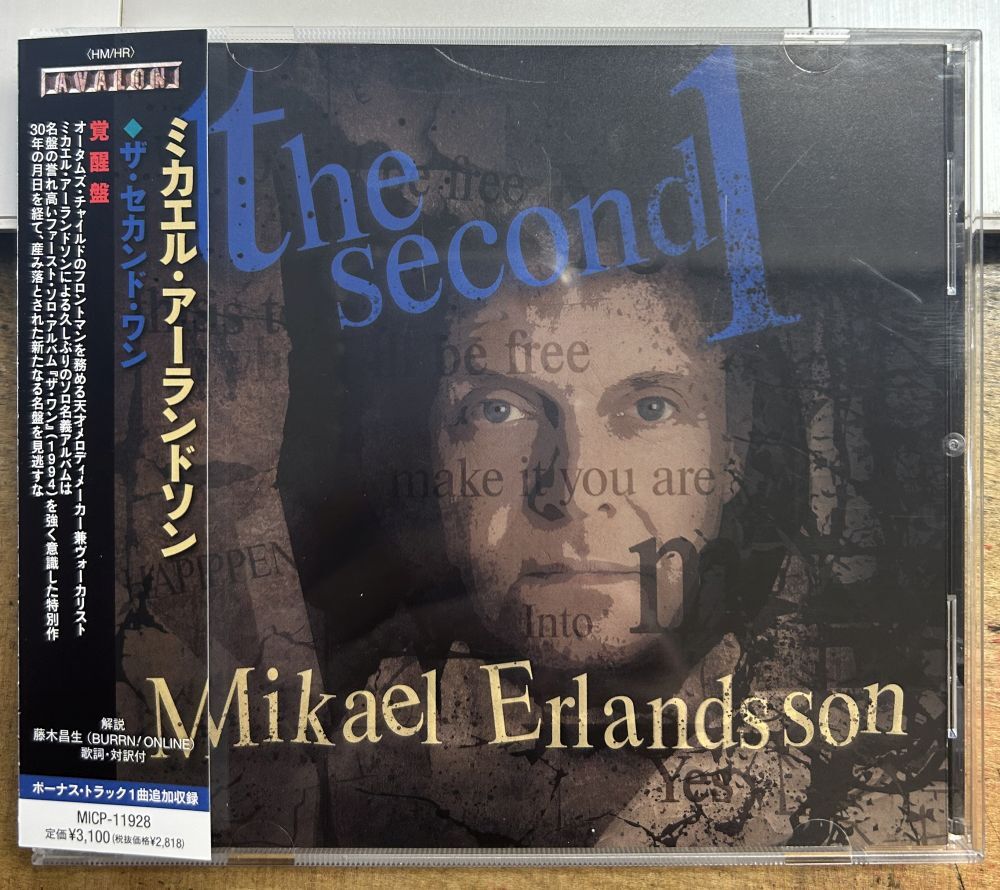 〈HM/HR〉
AVALON
ミカエル・アーランドソン
◆ザ・セカンド・ワン
覚醒盤
オータムズ・チャイルドのフロントマンを務める天才メロディ・メーカー兼ヴォーカリスト
ミカエル・アーランドソンによる久しぶりのソロ名義アルバムは
名盤の誉れ高いファースト・ソロ・アルバム『ザ・ワン』(1994)を強く意識した特別作
30年の月日を経て、産み落とされた新たなる名盤を見逃すな
解説
藤木昌生 (BURRN! ONLINE)
歌詞・対訳付
ボーナス・トラック1曲追加収録
MICP-11928
定価¥3,100(税抜価格¥2,818)
the
second
1
be free
be free
make it you are
HAPPIPPEN
m
Into
Mikael Erlandsson
Yes